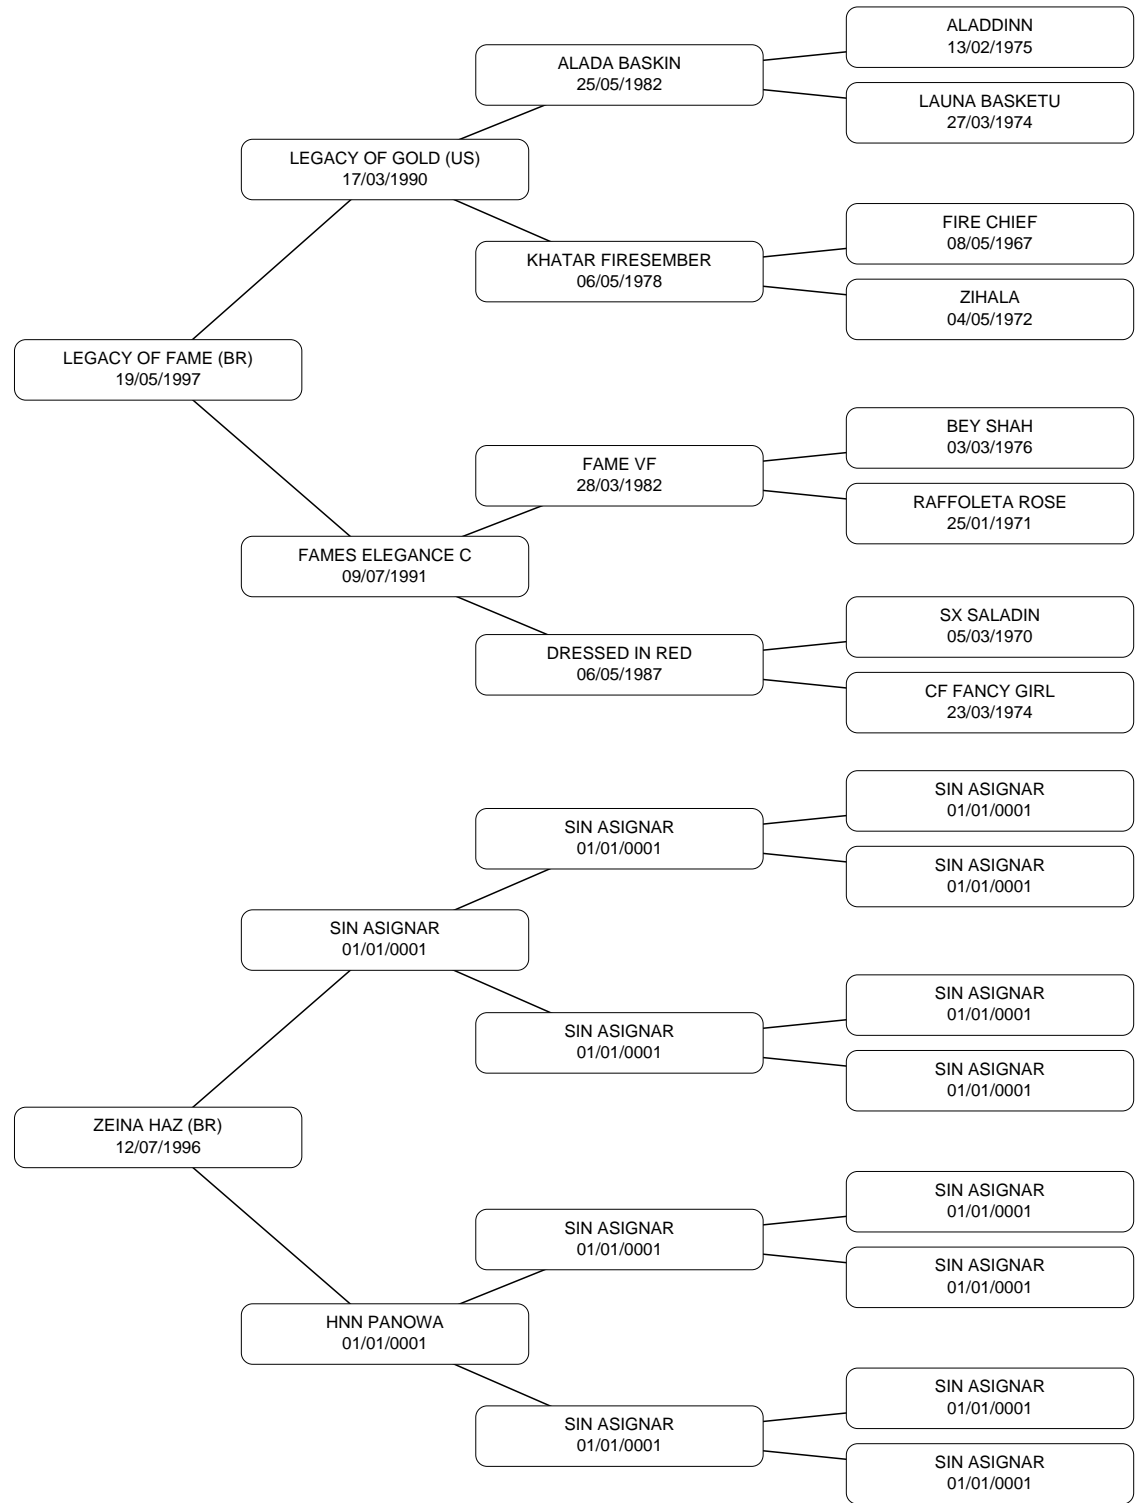 ALADDINN
13/02/1975
ALADA BASKIN
25/05/1982
LAUNA BASKETU
27/03/1974
LEGACY OF GOLD (US)
17/03/1990
FIRE CHIEF
08/05/1967
KHATAR FIRESEMBER
06/05/1978
ZIHALA
04/05/1972
LEGACY OF FAME (BR)
19/05/1997
BEY SHAH
03/03/1976
FAME VF
28/03/1982
RAFFOLETA ROSE
25/01/1971
FAMES ELEGANCE C
09/07/1991
SX SALADIN
05/03/1970
DRESSED IN RED
06/05/1987
CF FANCY GIRL
23/03/1974
SIN ASIGNAR
01/01/0001
SIN ASIGNAR
01/01/0001
SIN ASIGNAR
01/01/0001
SIN ASIGNAR
01/01/0001
SIN ASIGNAR
01/01/0001
SIN ASIGNAR
01/01/0001
SIN ASIGNAR
01/01/0001
ZEINA HAZ (BR)
12/07/1996
SIN ASIGNAR
01/01/0001
SIN ASIGNAR
01/01/0001
SIN ASIGNAR
01/01/0001
HNN PANOWA
01/01/0001
SIN ASIGNAR
01/01/0001
SIN ASIGNAR
01/01/0001
SIN ASIGNAR
01/01/0001